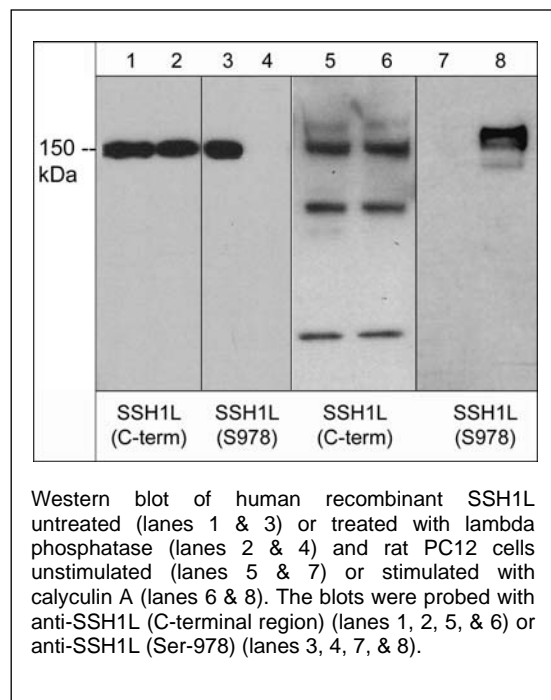 1 2 3 4 5 6 7 8
150 --
kDa
SSH1L SSH1L SSH1L SSH1L
(C-term) (S978) (C-term) (S978)
Western blot of human recombinant SSH1L
untreated (lanes 1 & 3) or treated with lambda
phosphatase (lanes 2 & 4) and rat PC12 cells
unstimulated (lanes 5 & 7) or stimulated with
calyculin A (lanes 6 & 8). The blots were probed with
anti-SSH1L (C-terminal region) (lanes 1, 2, 5, & 6) or
anti-SSH1L (Ser-978) (lanes 3, 4, 7, & 8).